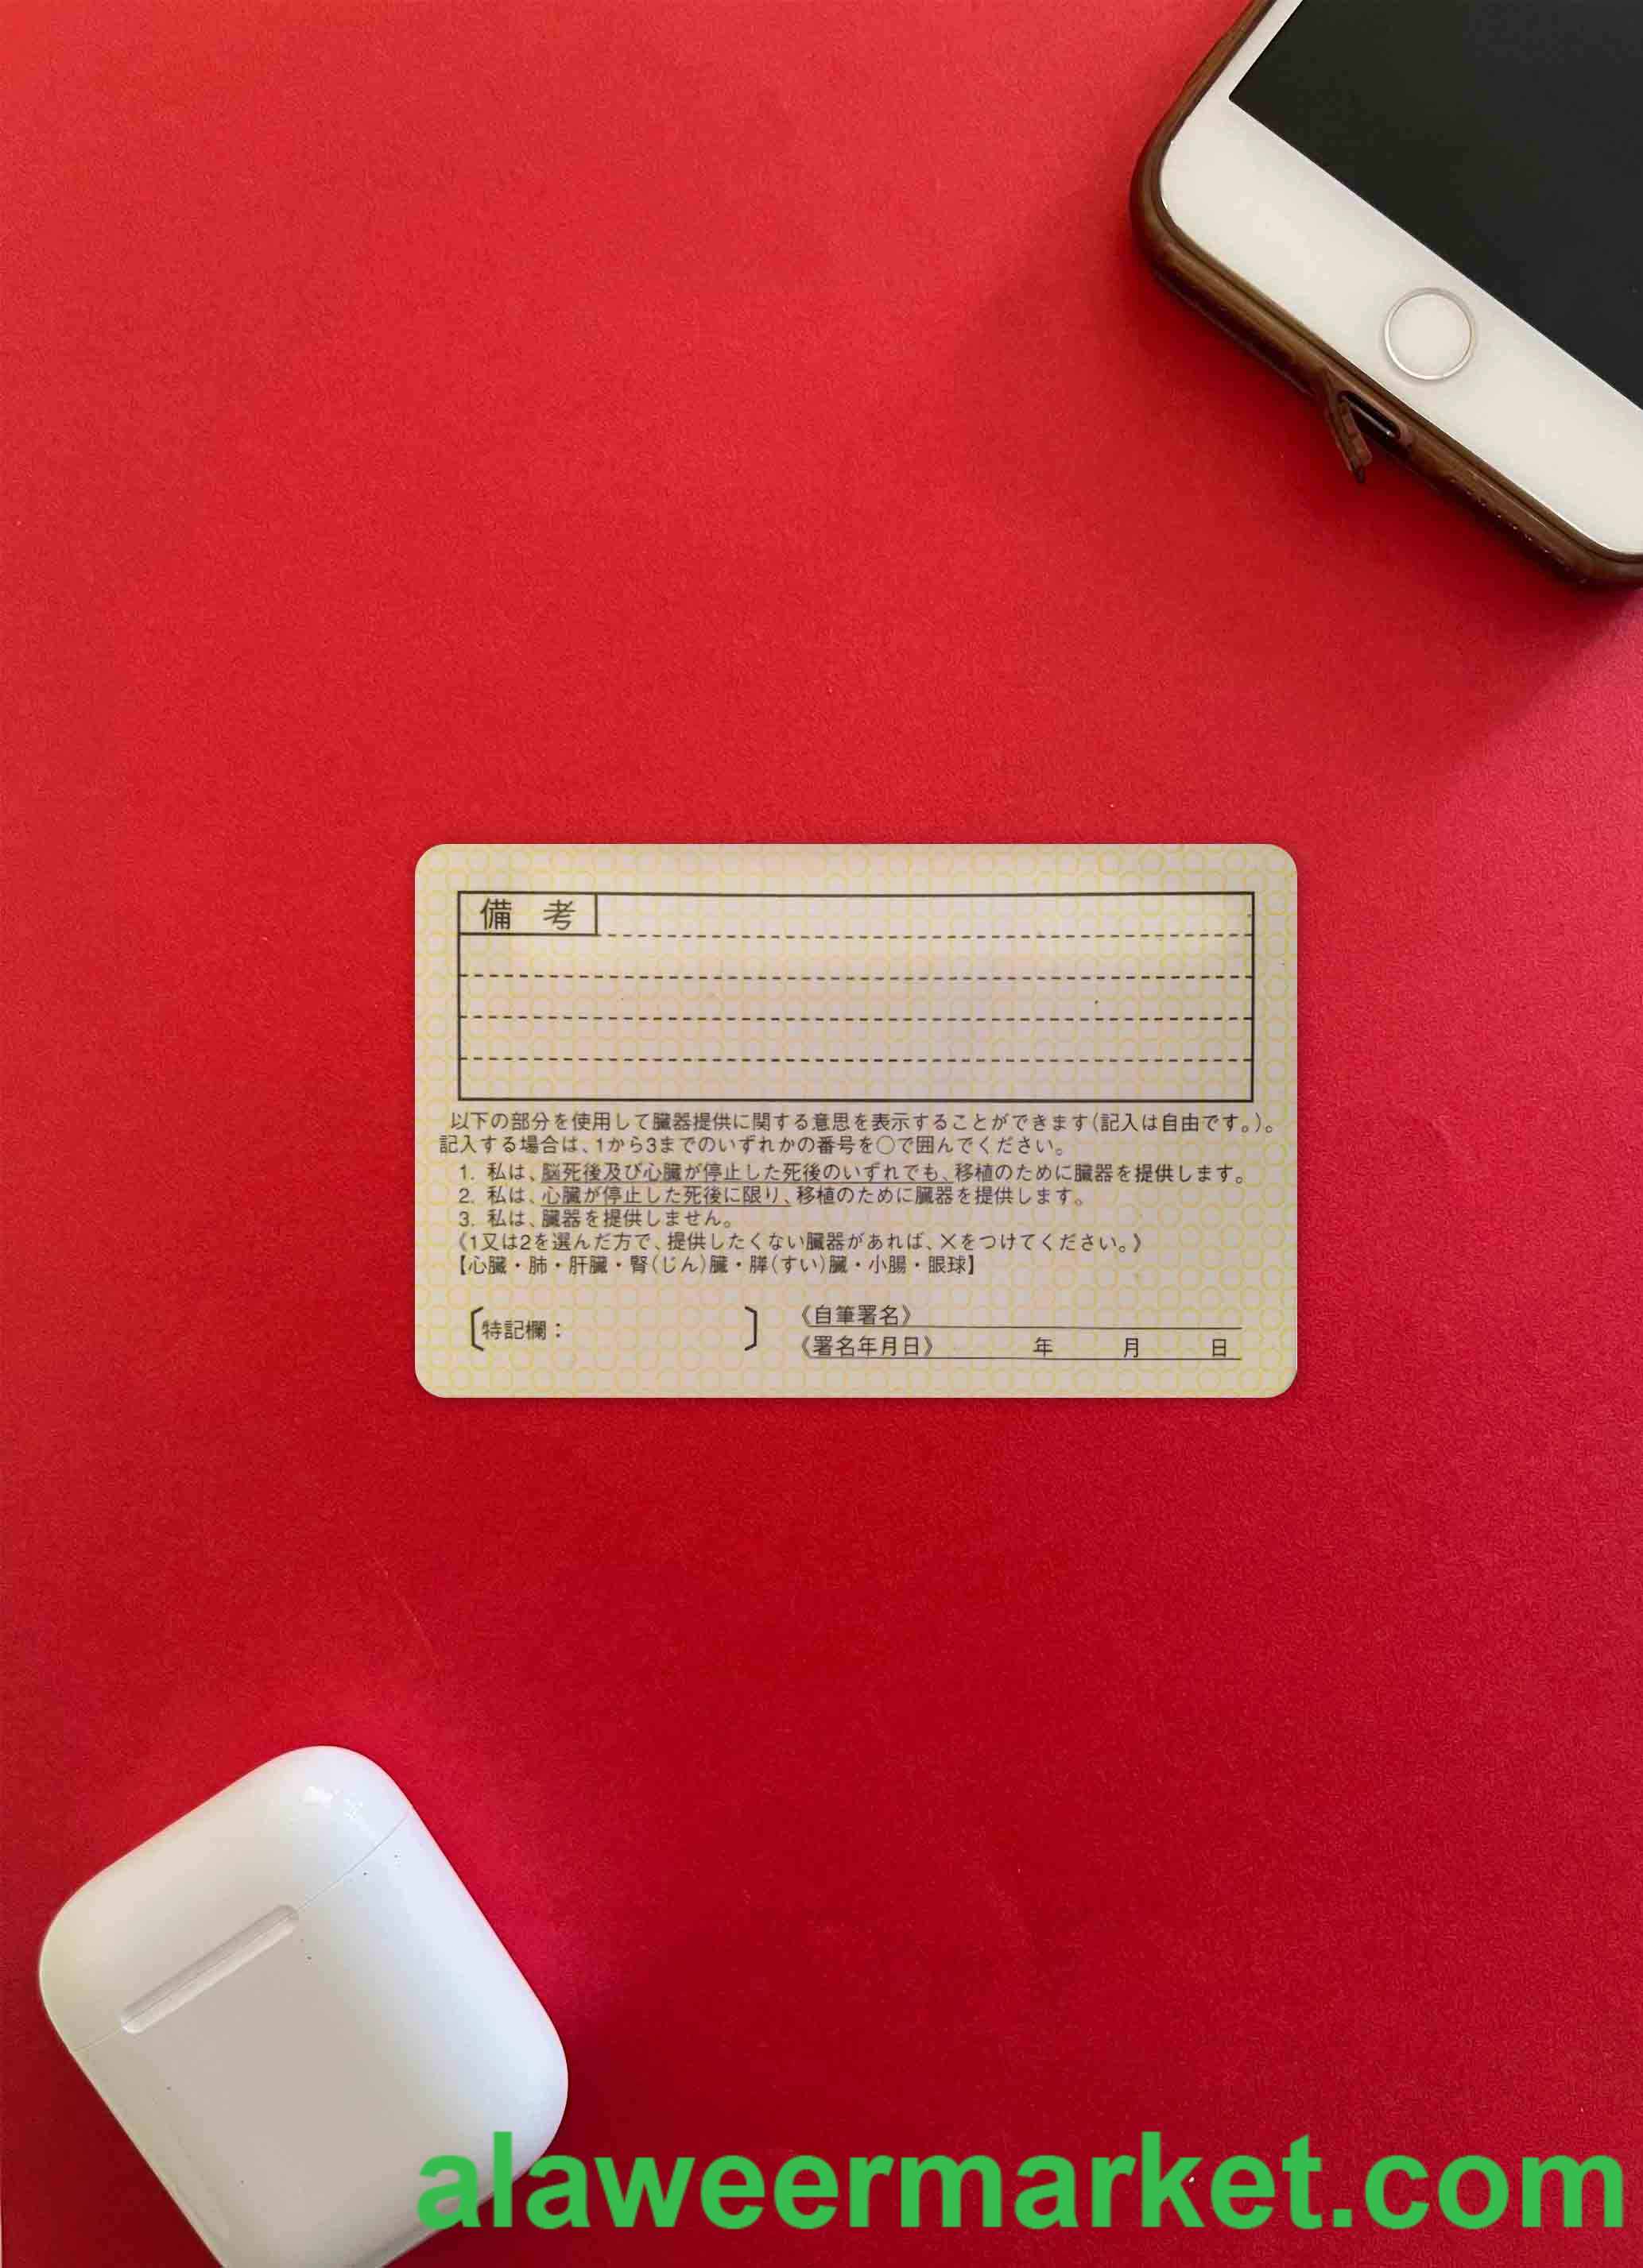 備 考
以下の部分を使用して臓器提供に関する意思を表示することができます(記入は自由です。)。
記入する場合は、1から3までのいずれかの番号を○で囲んでください。
1. 私は、脳死後及び心臓が停止した死後のいずれでも、移植のために臓器を提供します。
2. 私は、心臓が停止した死後に限り、移植のために臓器を提供します。
3. 私は、臓器を提供しません。
《1又は2を選んだ方で、提供したくない臓器があれば、×をつけてください。》
【心臓・肺・肝臓・腎(じん)臓・膵(すい)臓・小腸・眼球】
〔特記欄: 〕
《自筆署名》
《署名年月日》 年 月 日
alaweermarket.com